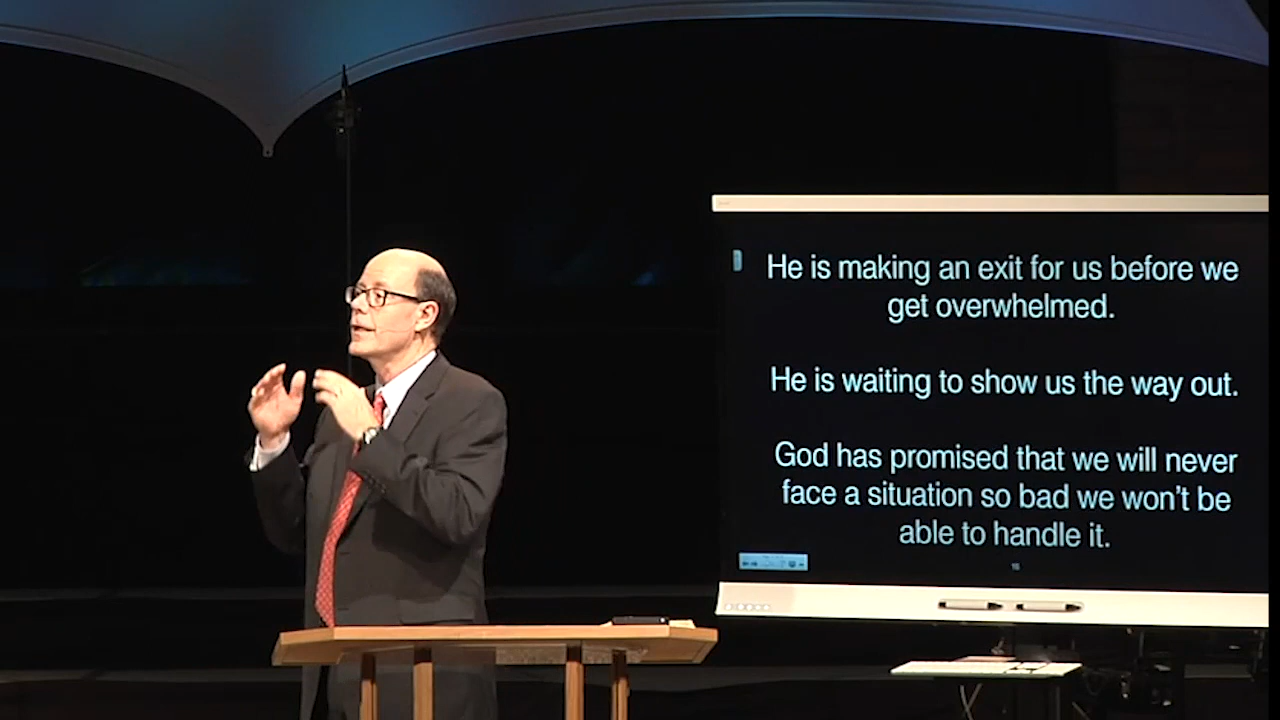 He is making an exit for us before we
get overwhelmed.
He is waiting to show us the way out.
God has promised that we will never
face a situation so bad we won't be
able to handle it.